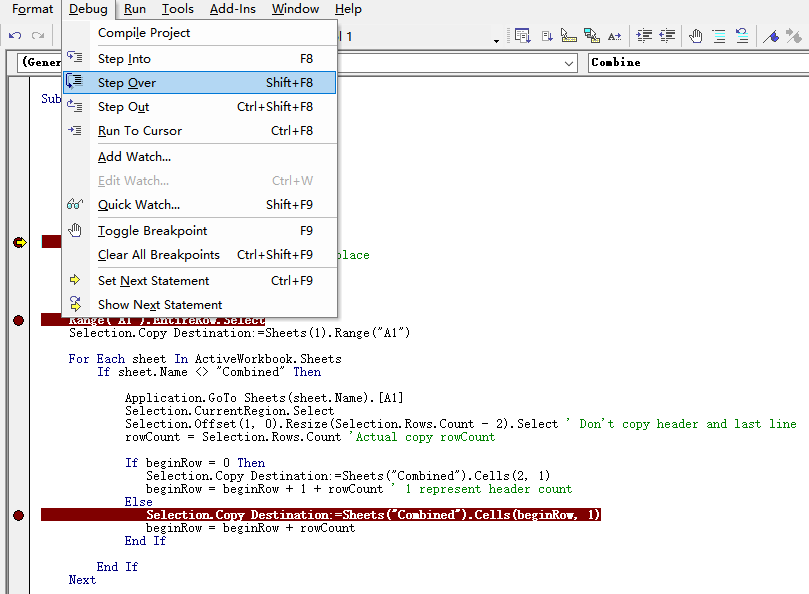 Format Debug Run Tools Add-Ins Window Help
Compile Project
l 1
Step Into F8
(Gener
Combine
Step Over Shift+F8
Sub
Step Out Ctrl+Shift+F8
Run To Cursor Ctrl+F8
Add Watch...
Edit Watch... Ctrl+W
Quick Watch... Shift+F9
Toggle Breakpoint F9
Clear All Breakpoints Ctrl+Shift+F9
place
Set Next Statement Ctrl+F9
Show Next Statement
Range("A1").EntireRow.Select
Selection.Copy Destination:=Sheets(1).Range("A1")
For Each sheet In ActiveWorkbook.Sheets
If sheet.Name <> "Combined" Then
Application.GoTo Sheets(sheet.Name).[A1]
Selection.CurrentRegion.Select
Selection.Offset(1, 0).Resize(Selection.Rows.Count - 2).Select ' Don't copy header and last line
rowCount = Selection.Rows.Count 'Actual copy rowCount
If beginRow = 0 Then
Selection.Copy Destination:=Sheets("Combined").Cells(2, 1)
beginRow = beginRow + 1 + rowCount ' 1 represent header count
Else
Selection.Copy Destination:=Sheets("Combined").Cells(beginRow, 1)
beginRow = beginRow + rowCount
End If
End If
Next